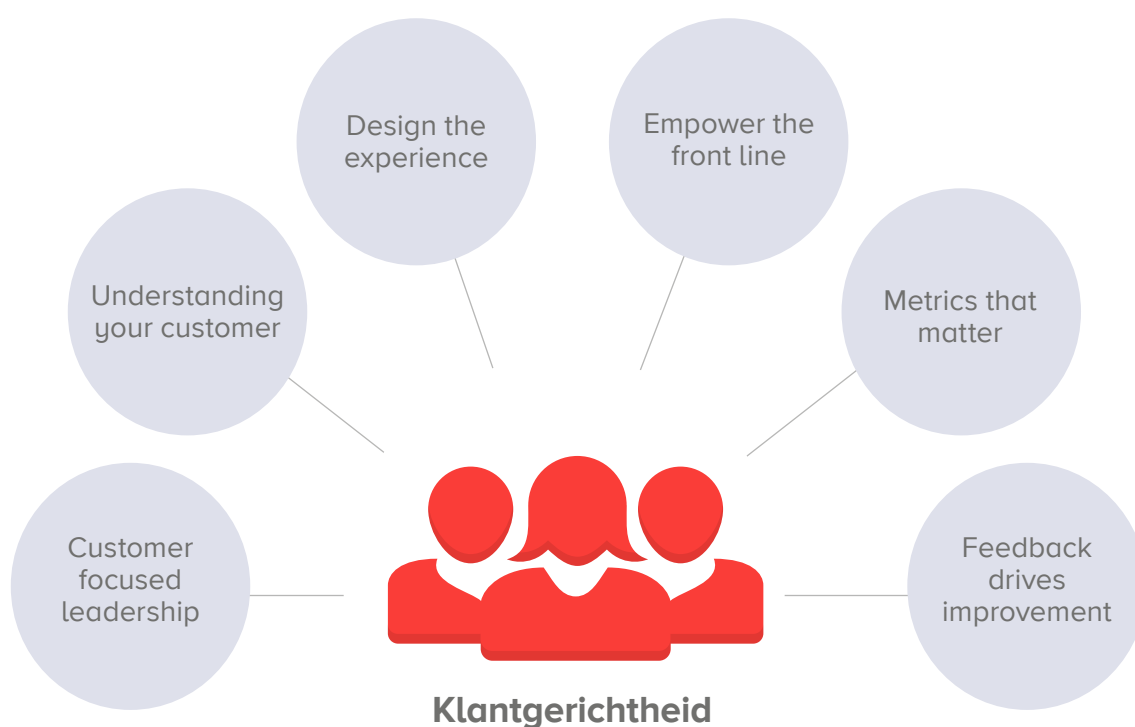 Design the
experience
Empower the
front line
Understanding
your customer
Metrics that
matter
Customer
focused
leadership
Feedback
drives
improvement
Klantgerichtheid